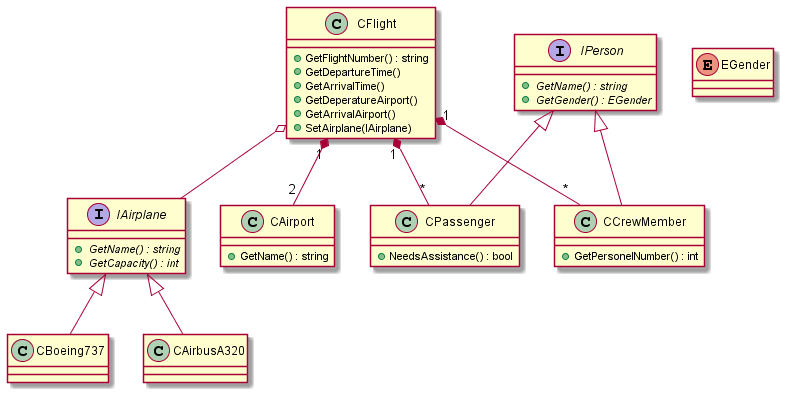 C CFlight
GetFlightNumber() : string
GetDepartureTime()
GetArrivalTime()
GetDeperatureAirport()
GetArrivalAirport()
SetAirplane(IAirplane)
I IPerson
GetName() : string
GetGender() : EGender
E EGender
1
1
1
2
*
*
I IAirplane
GetName() : string
GetCapacity() : int
C CAirport
GetName() : string
C CPassenger
NeedsAssistance() : bool
C CCrewMember
GetPersonelNumber() : int
C CBoeing737
C CAirbusA320